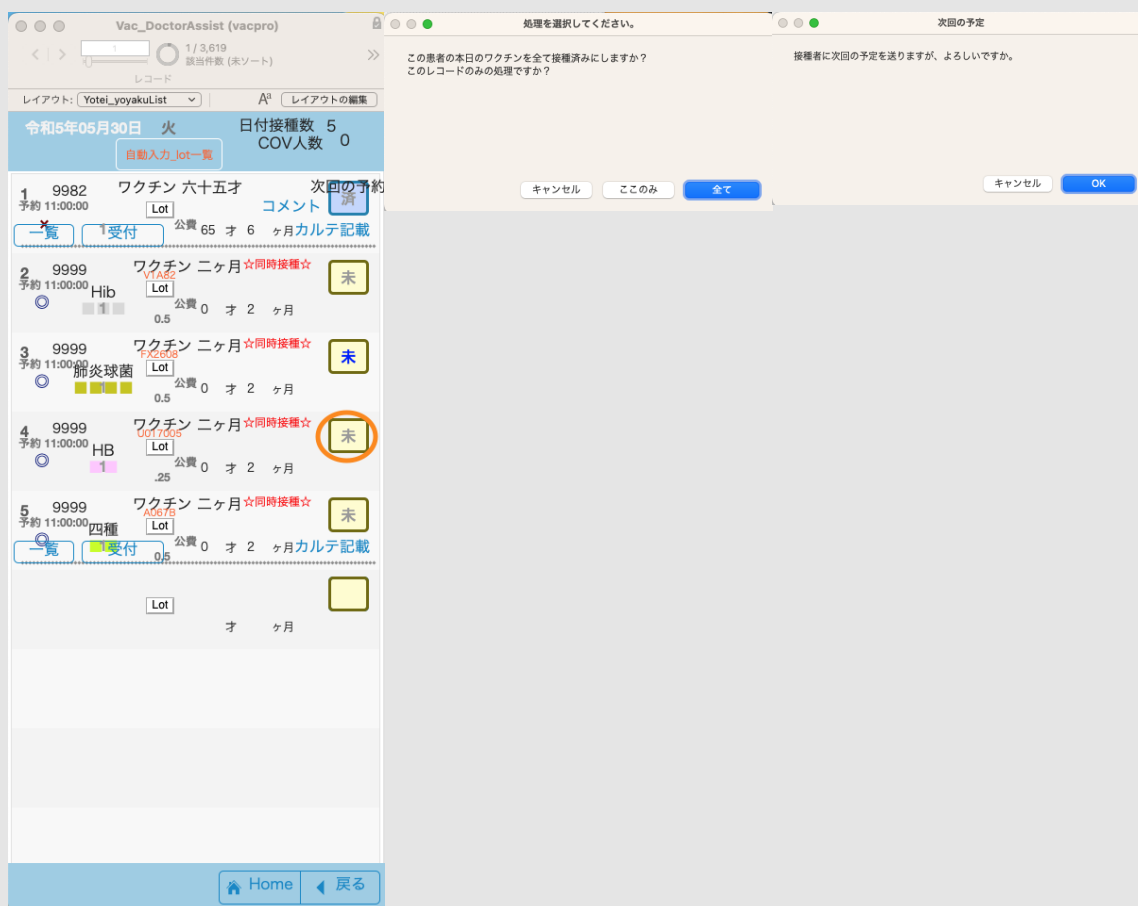 Vac_DoctorAssist (vacpro)
1
1 / 3,619
該当件数 (未ソート)
レコード
レイアウト: Yotei_yoyakuList
Aª レイアウトの編集
令和5年05月30日 火
日付接種数 5
COV人数 0
自動入力_lot一覧
1 9982 ワクチン 六十五才 次回の予約
予約 11:00:00 Lot コメント 済
× 1 公費 65 才 6 ヶ月 カルテ記載
一覧 受付
2 9999 ワクチン 二ヶ月 ☆同時接種☆
V1A82
予約 11:00:00 Hib Lot 未
◎ 1 公費 0 才 2 ヶ月
0.5
3 9999 ワクチン 二ヶ月 ☆同時接種☆
FX2608
予約 11:00:00 肺炎球菌 Lot 未
◎ 1 公費 0 才 2 ヶ月
0.5
4 9999 ワクチン 二ヶ月 ☆同時接種☆
U017005
予約 11:00:00 HB Lot 未
◎ 1 公費 0 才 2 ヶ月
.25
5 9999 ワクチン 二ヶ月 ☆同時接種☆
A067B
予約 11:00:00 四種 Lot 未
◎ 1 公費 0 才 2 ヶ月 カルテ記載
一覧 受付 0.5
Lot
才 ヶ月
Home 戻る
処理を選択してください。
この患者の本日のワクチンを全て接種済みにしますか？
このレコードのみの処理ですか？
キャンセル ここのみ 全て
次回の予定
接種者に次回の予定を送りますが、よろしいですか。
キャンセル OK